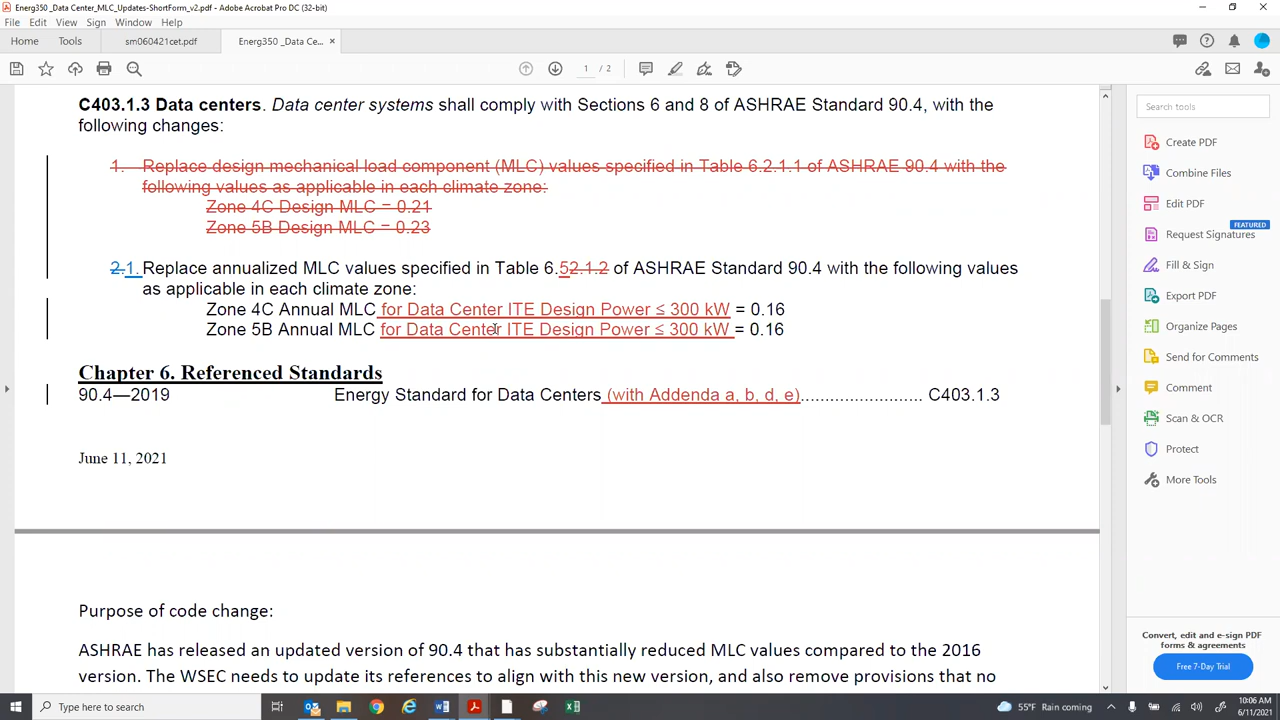 Energ350 _Data Center_MLC_Updates-ShortForm_v2.pdf - Adobe Acrobat Pro DC (32-bit)
File Edit View Sign Window Help
Home Tools sm060421cet.pdf Energ350 _Data Ce... ×
1 / 2
C403.1.3 Data centers. Data center systems shall comply with Sections 6 and 8 of ASHRAE Standard 90.4, with the
following changes:
1. Replace design mechanical load component (MLC) values specified in Table 6.2.1.1 of ASHRAE 90.4 with the
following values as applicable in each climate zone:
Zone 4C Design MLC = 0.21
Zone 5B Design MLC = 0.23
2.1. Replace annualized MLC values specified in Table 6.52.1.2 of ASHRAE Standard 90.4 with the following values
as applicable in each climate zone:
Zone 4C Annual MLC for Data Center ITE Design Power ≤ 300 kW = 0.16
Zone 5B Annual MLC for Data Center ITE Design Power ≤ 300 kW = 0.16
Chapter 6. Referenced Standards
90.4—2019 Energy Standard for Data Centers (with Addenda a, b, d, e)........................ C403.1.3
June 11, 2021
Purpose of code change:
ASHRAE has released an updated version of 90.4 that has substantially reduced MLC values compared to the 2016
version. The WSEC needs to update its references to align with this new version, and also remove provisions that no
Search tools
Create PDF
Combine Files
Edit PDF
FEATURED
Request Signatures
Fill & Sign
Export PDF
Organize Pages
Send for Comments
Comment
Scan & OCR
Protect
More Tools
Convert, edit and e-sign PDF
forms & agreements
Free 7-Day Trial
Type here to search
55°F Rain coming
10:06 AM
6/11/2021